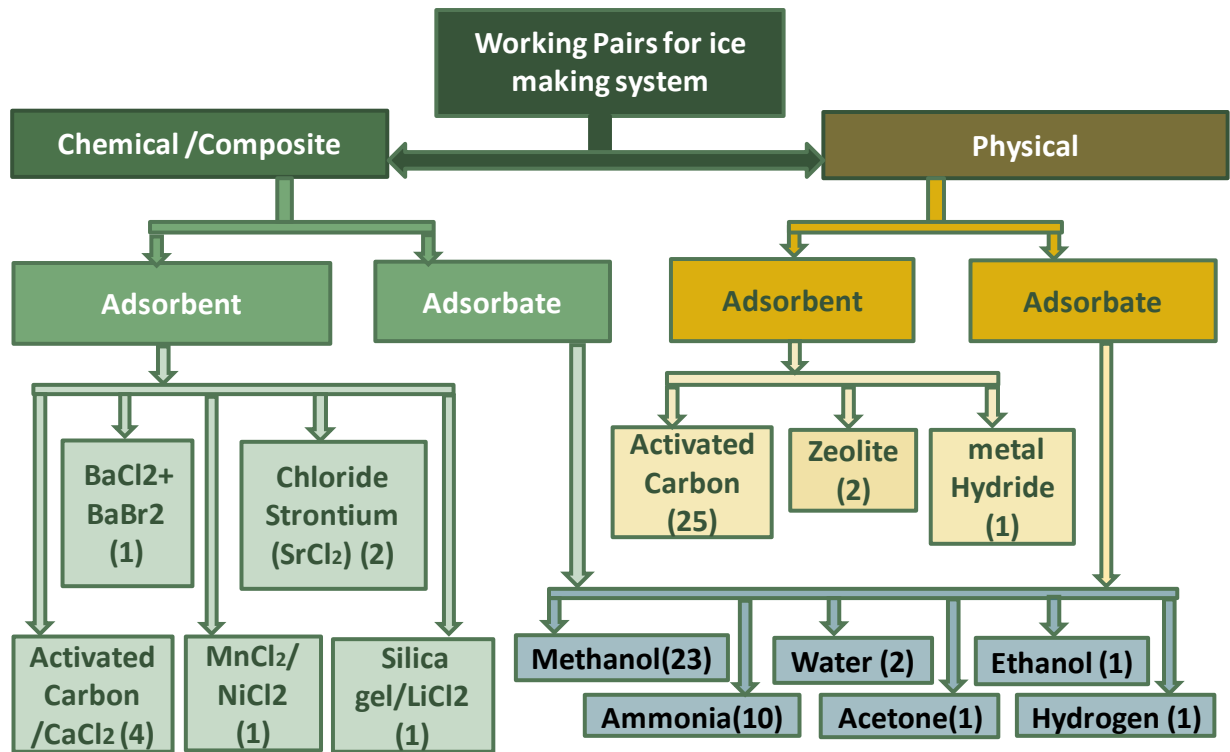 Working Pairs for ice
making system
Chemical /Composite
Physical
Adsorbent
Adsorbate
Adsorbent
Adsorbate
BaCl2+
BaBr2
(1)
Chloride
Strontium
(SrCl₂) (2)
Activated
Carbon
(25)
Zeolite
(2)
metal
Hydride
(1)
Activated
Carbon
/CaCl₂ (4)
MnCl₂/
NiCl2
(1)
Silica
gel/LiCl2
(1)
Methanol(23)
Water (2)
Ethanol (1)
Ammonia(10)
Acetone(1)
Hydrogen (1)